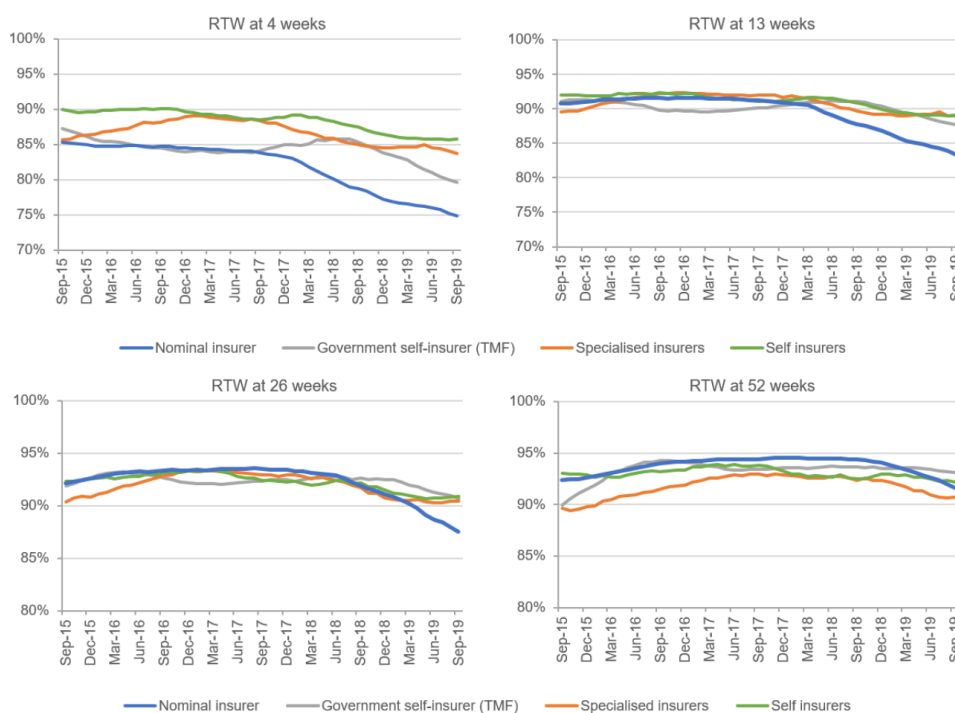 RTW at 4 weeks
100%
95%
90%
85%
80%
75%
70%
Sep-15
Dec-15
Mar-16
Jun-16
Sep-16
Dec-16
Mar-17
Jun-17
Sep-17
Dec-17
Mar-18
Jun-18
Sep-18
Dec-18
Mar-19
Jun-19
Sep-19
RTW at 13 weeks
100%
95%
90%
85%
80%
75%
70%
Sep-15
Dec-15
Mar-16
Jun-16
Sep-16
Dec-16
Mar-17
Jun-17
Sep-17
Dec-17
Mar-18
Jun-18
Sep-18
Dec-18
Mar-19
Jun-19
Sep-19
Nominal insurer Government self-insurer (TMF) Specialised insurers Self insurers
RTW at 26 weeks
100%
95%
90%
85%
80%
Sep-15
Dec-15
Mar-16
Jun-16
Sep-16
Dec-16
Mar-17
Jun-17
Sep-17
Dec-17
Mar-18
Jun-18
Sep-18
Dec-18
Mar-19
Jun-19
Sep-19
RTW at 52 weeks
100%
95%
90%
85%
80%
Sep-15
Dec-15
Mar-16
Jun-16
Sep-16
Dec-16
Mar-17
Jun-17
Sep-17
Dec-17
Mar-18
Jun-18
Sep-18
Dec-18
Mar-19
Jun-19
Sep-19
Nominal insurer Government self-insurer (TMF) Specialised insurers Self insurers